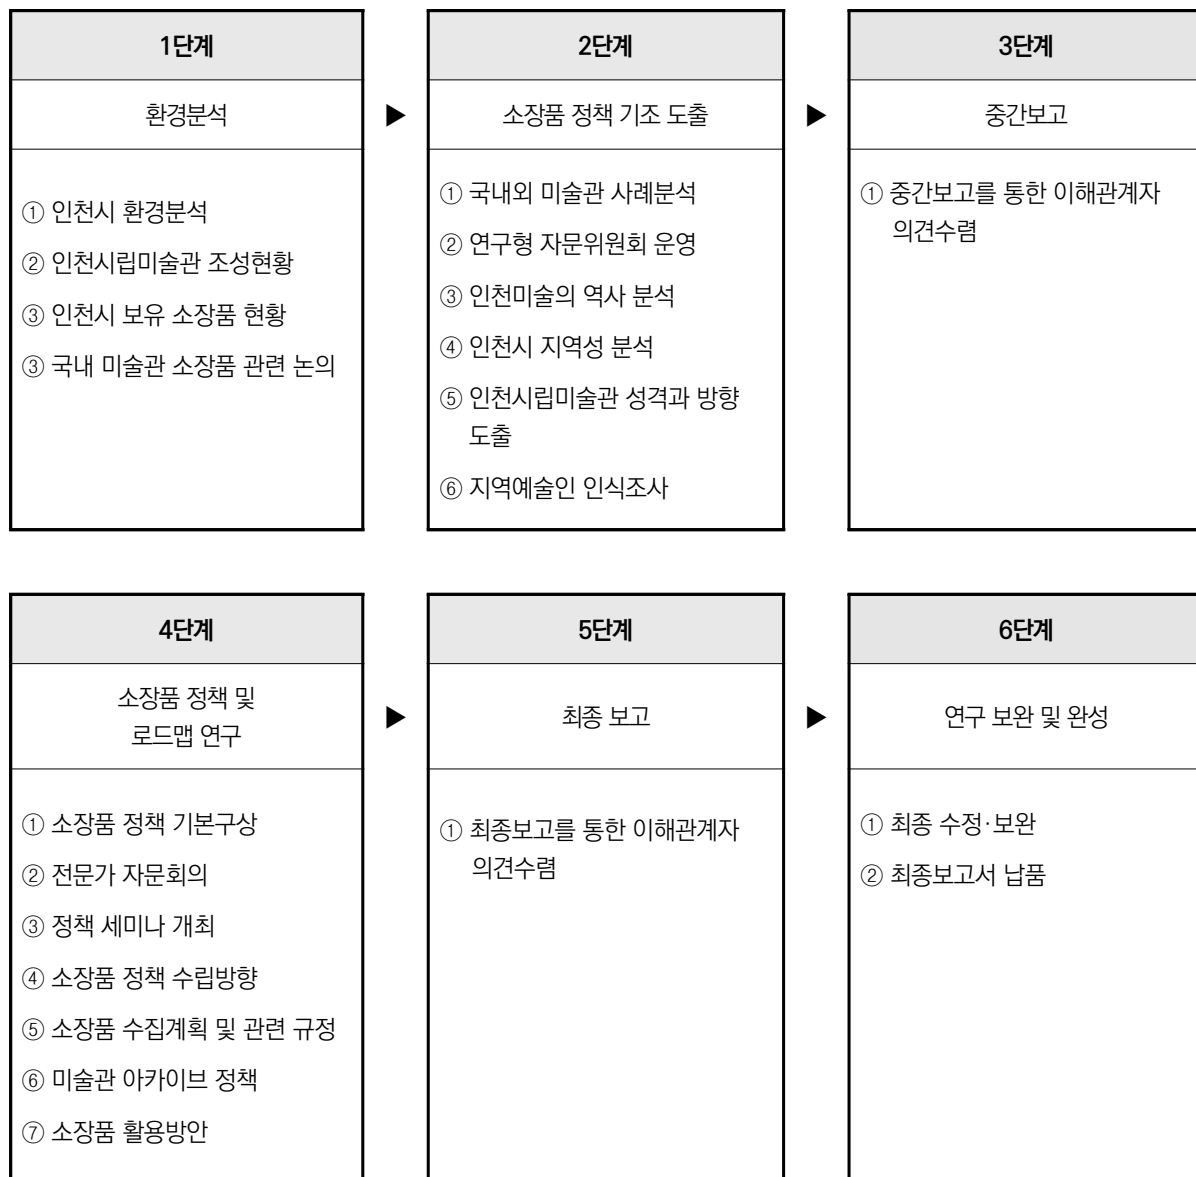 1단계
환경분석
① 인천시 환경분석
② 인천시립미술관 조성현황
③ 인천시 보유 소장품 현황
③ 국내 미술관 소장품 관련 논의
▶
2단계
소장품 정책 기조 도출
① 국내외 미술관 사례분석
② 연구형 자문위원회 운영
③ 인천미술의 역사 분석
④ 인천시 지역성 분석
⑤ 인천시립미술관 성격과 방향
도출
⑥ 지역예술인 인식조사
▶
3단계
중간보고
① 중간보고를 통한 이해관계자
의견수렴
4단계
소장품 정책 및
로드맵 연구
① 소장품 정책 기본구상
② 전문가 자문회의
③ 정책 세미나 개최
④ 소장품 정책 수립방향
⑤ 소장품 수집계획 및 관련 규정
⑥ 미술관 아카이브 정책
⑦ 소장품 활용방안
▶
5단계
최종 보고
① 최종보고를 통한 이해관계자
의견수렴
▶
6단계
연구 보완 및 완성
① 최종 수정·보완
② 최종보고서 납품